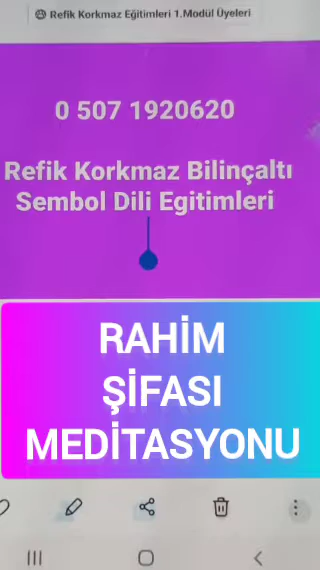 Refik Korkmaz Eğitimleri 1.Modül Üyeleri
0 507 1920620
Refik Korkmaz Bilinçaltı
Sembol Dili Egitimleri
RAHİM
ŞİFASI
MEDİTASYONU